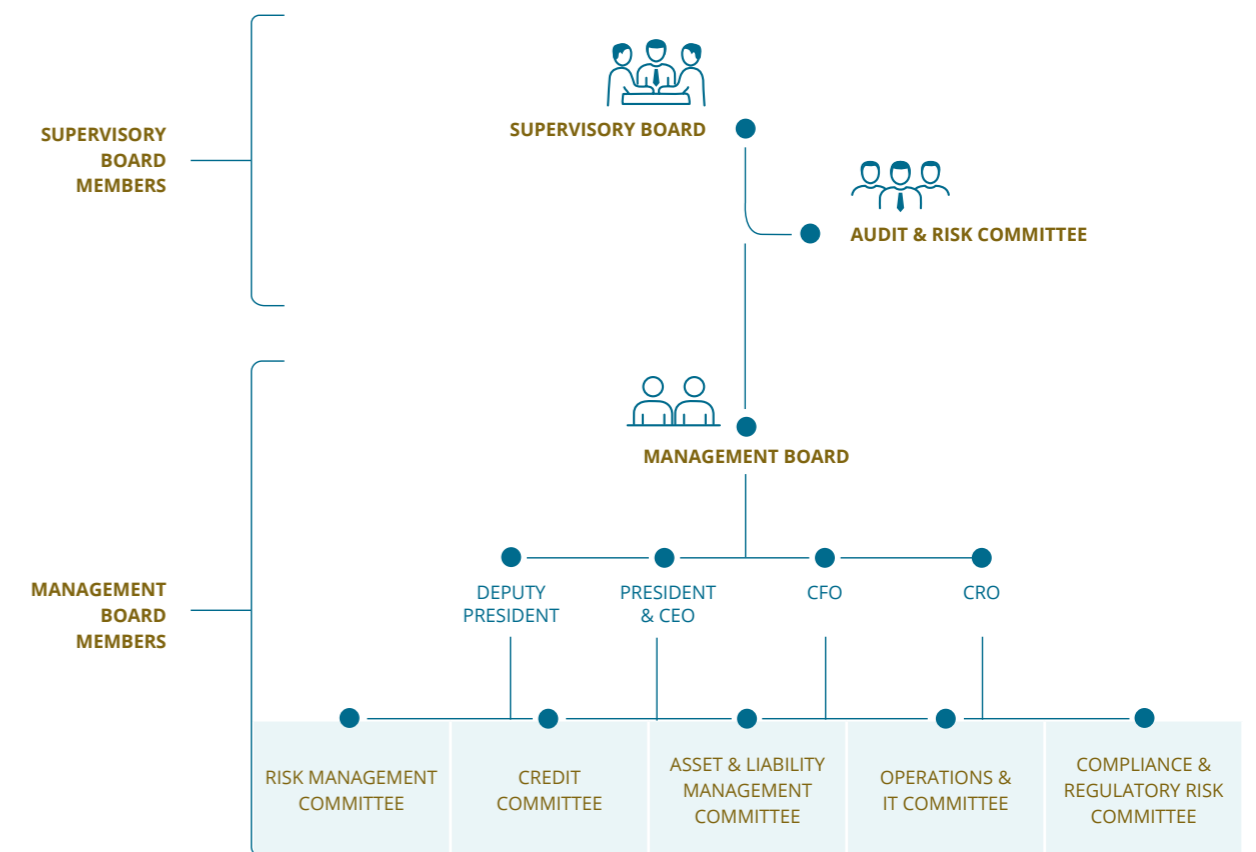 SUPERVISORY
BOARD
MEMBERS
SUPERVISORY BOARD
AUDIT & RISK COMMITTEE
MANAGEMENT
BOARD
MEMBERS
MANAGEMENT BOARD
DEPUTY
PRESIDENT
PRESIDENT
& CEO
CFO
CRO
RISK MANAGEMENT
COMMITTEE
CREDIT
COMMITTEE
ASSET & LIABILITY
MANAGEMENT
COMMITTEE
OPERATIONS &
IT COMMITTEE
COMPLIANCE &
REGULATORY RISK
COMMITTEE